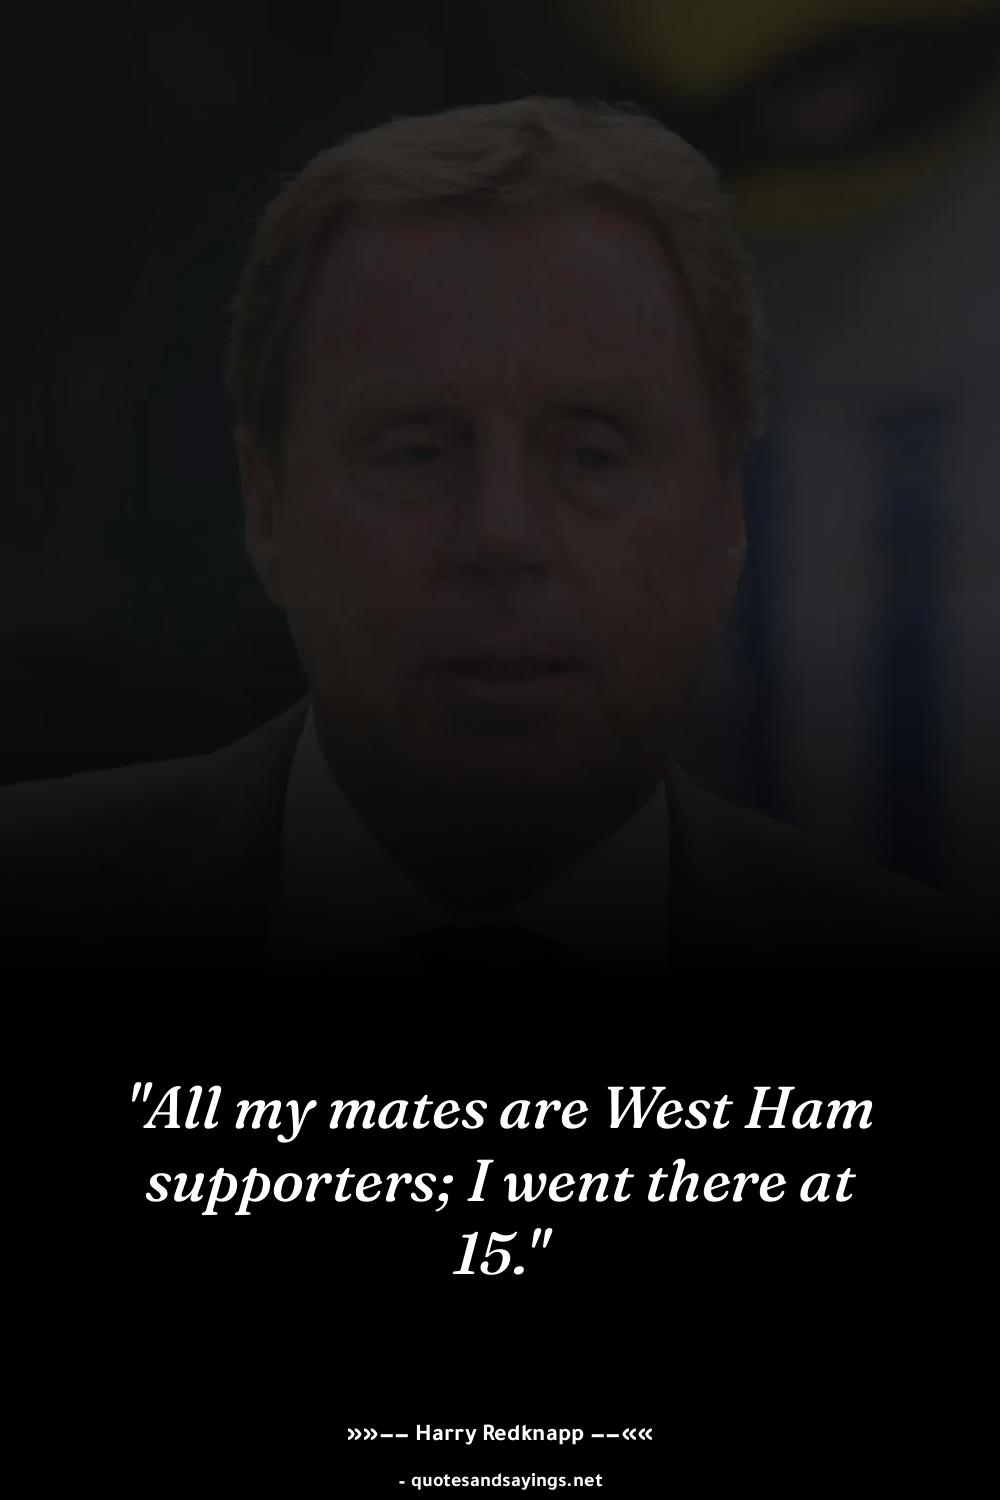 "All my mates are West Ham
supporters; I went there at
15."
»»−− Harry Redknapp −−««
- quotesandsayings.net